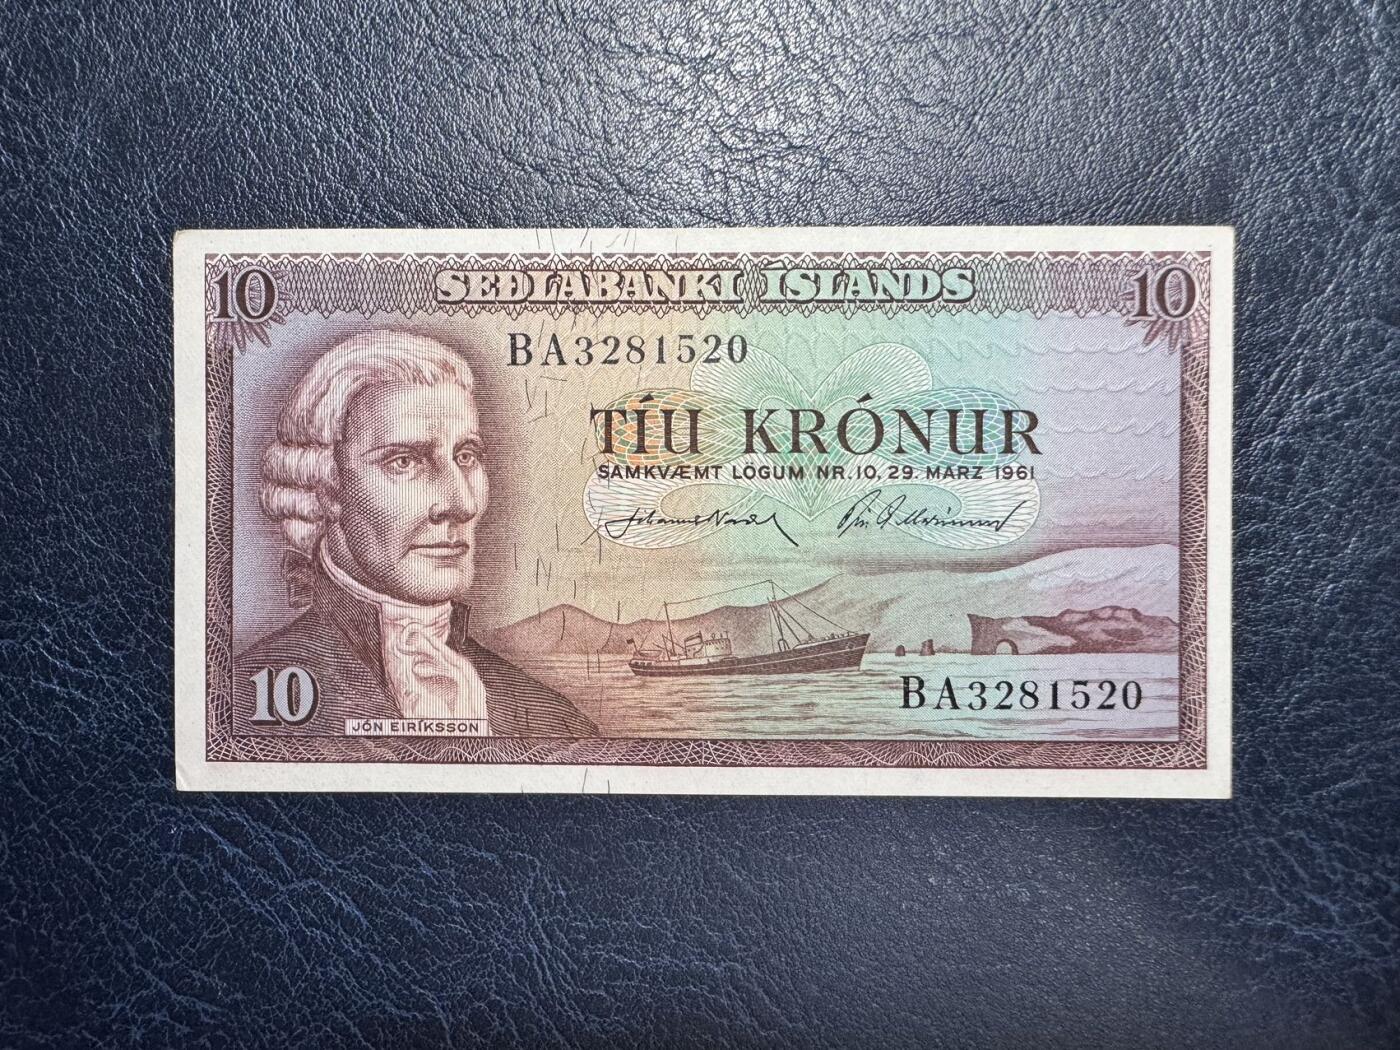 10 SEÐLABANKI ÍSLANDS 10
BA3281520
TÍU KRÓNUR
SAMKVÆMT LÖGUM NR. 10, 29. MARZ 1961
BA3281520
10
JÓN EIRÍKSSON